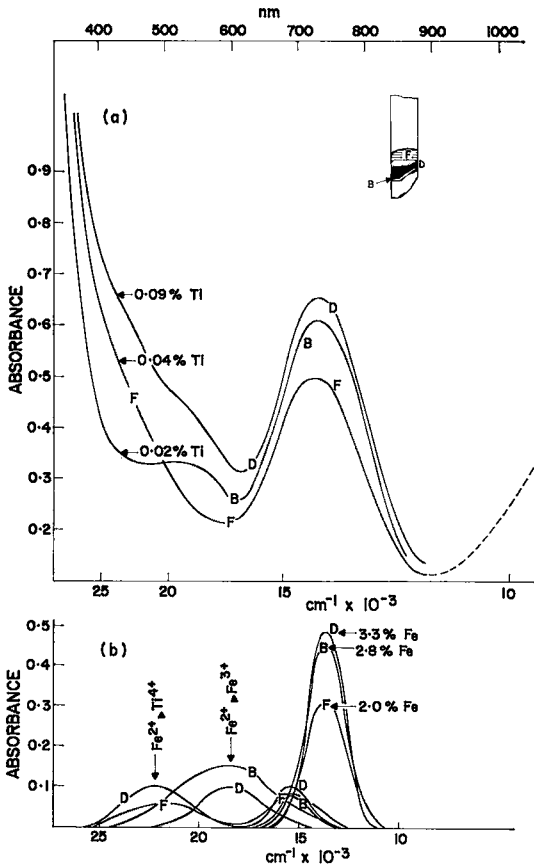 nm
400 500 600 700 800 900 1000
(a)
F
D
B
0.9
0.8
0.7
0.6
0.5
0.4
0.3
0.2
ABSORBANCE
0.09% Ti
0.04% Ti
F
0.02% Ti
D
B
F
D
B
F
25 20 15 10
cm⁻¹ x 10⁻³
(b)
0.5
0.4
0.3
0.2
0.1
ABSORBANCE
Fe²⁺ ▸ Ti⁴⁺
Fe²⁺ ▸ Fe³⁺
D 3.3% Fe
B 2.8% Fe
F 2.0% Fe
D F B D F D B
25 20 15 10
cm⁻¹ x 10⁻³